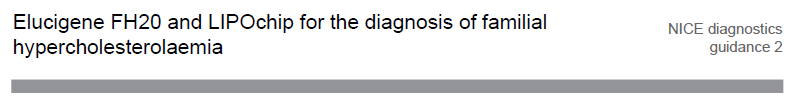 Elucigene FH20 and LIPOchip for the diagnosis of familial
hypercholesterolaemia
NICE diagnostics
guidance 2